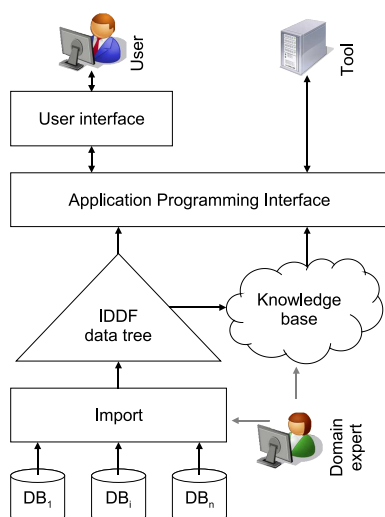 User
Tool
User interface
Application Programming Interface
IDDF
data tree
Knowledge
base
Import
Domain
expert
DB1
DBi
DBn